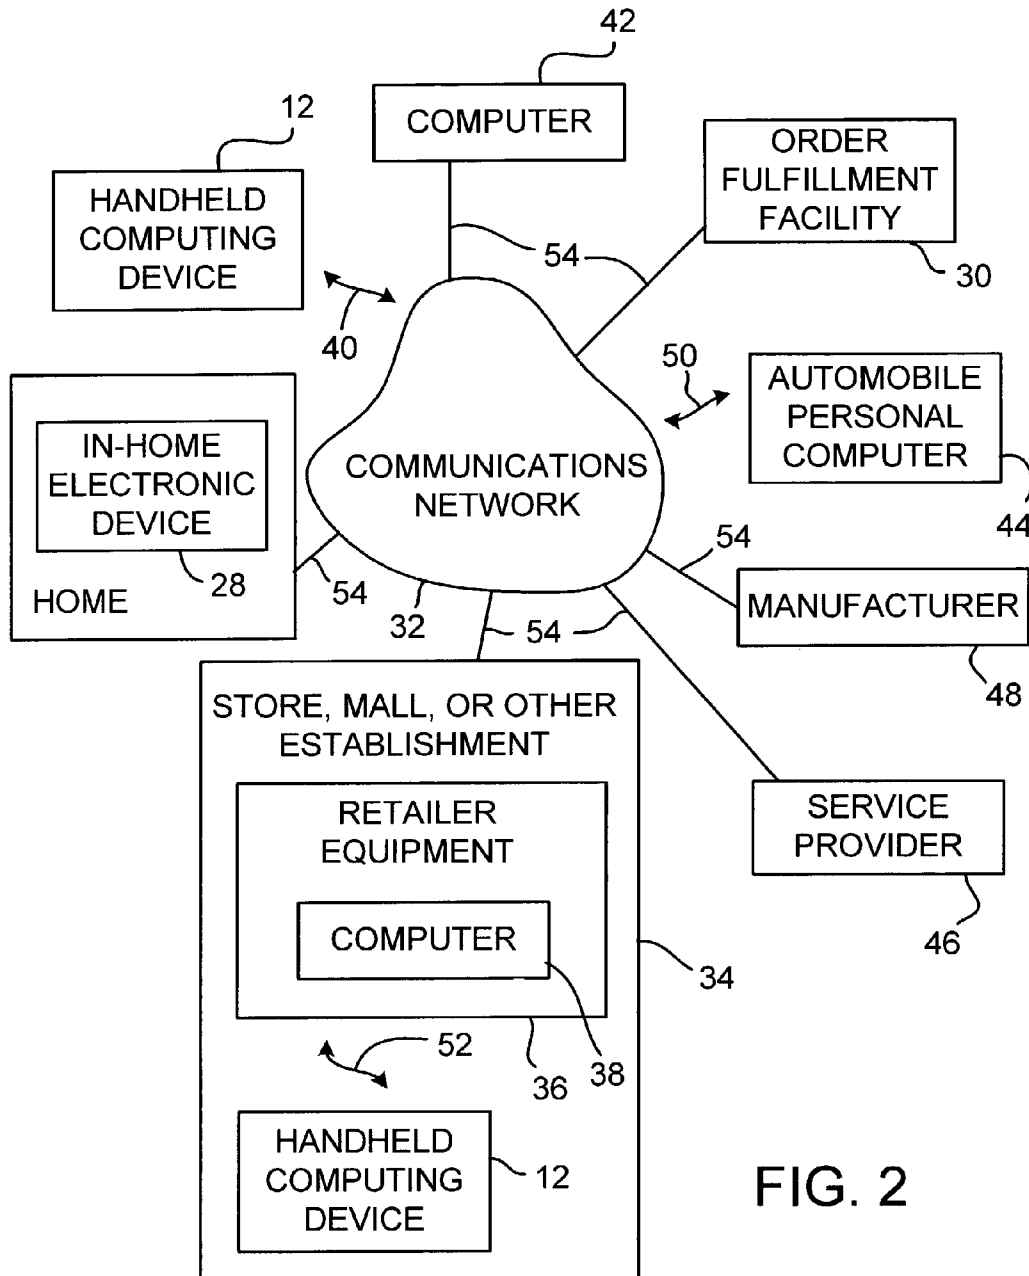 42
COMPUTER
12
HANDHELD
COMPUTING
DEVICE
ORDER
FULFILLMENT
FACILITY
30
54
40
50
AUTOMOBILE
PERSONAL
COMPUTER
44
IN-HOME
ELECTRONIC
DEVICE
28
HOME
54
COMMUNICATIONS
NETWORK
32
54
54
MANUFACTURER
48
STORE, MALL, OR OTHER
ESTABLISHMENT
RETAILER
EQUIPMENT
COMPUTER
SERVICE
PROVIDER
46
34
52
36
38
HANDHELD
COMPUTING
DEVICE
12
FIG. 2